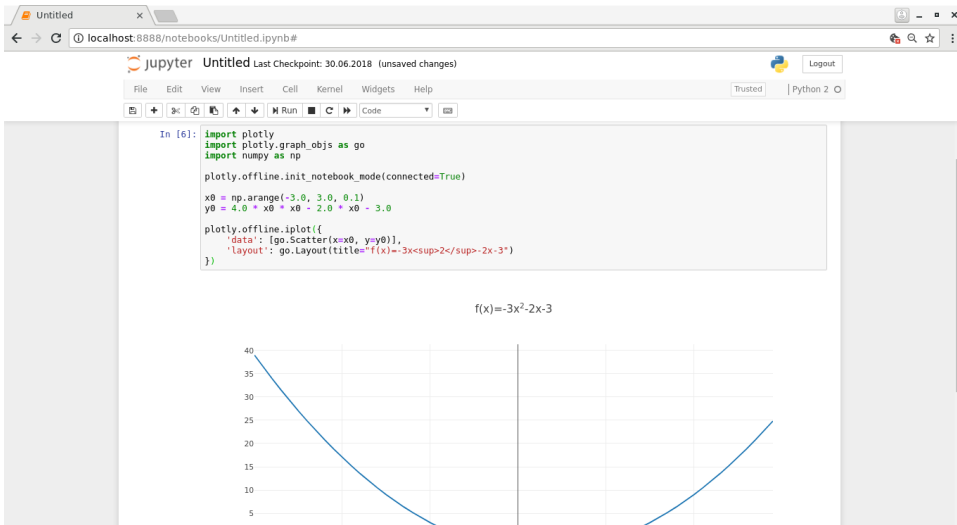 Untitled
localhost:8888/notebooks/Untitled.ipynb#
jupyter Untitled Last Checkpoint: 30.06.2018 (unsaved changes) Logout
File Edit View Insert Cell Kernel Widgets Help Trusted Python 2
Run Code
In [6]: import plotly
import plotly.graph_objs as go
import numpy as np
plotly.offline.init_notebook_mode(connected=True)
x0 = np.arange(-3.0, 3.0, 0.1)
y0 = 4.0 * x0 * x0 - 2.0 * x0 - 3.0
plotly.offline.iplot({
'data': [go.Scatter(x=x0, y=y0)],
'layout': go.Layout(title="f(x)=-3x<sup>2</sup>-2x-3")
})
f(x)=-3x²-2x-3
40
35
30
25
20
15
10
5